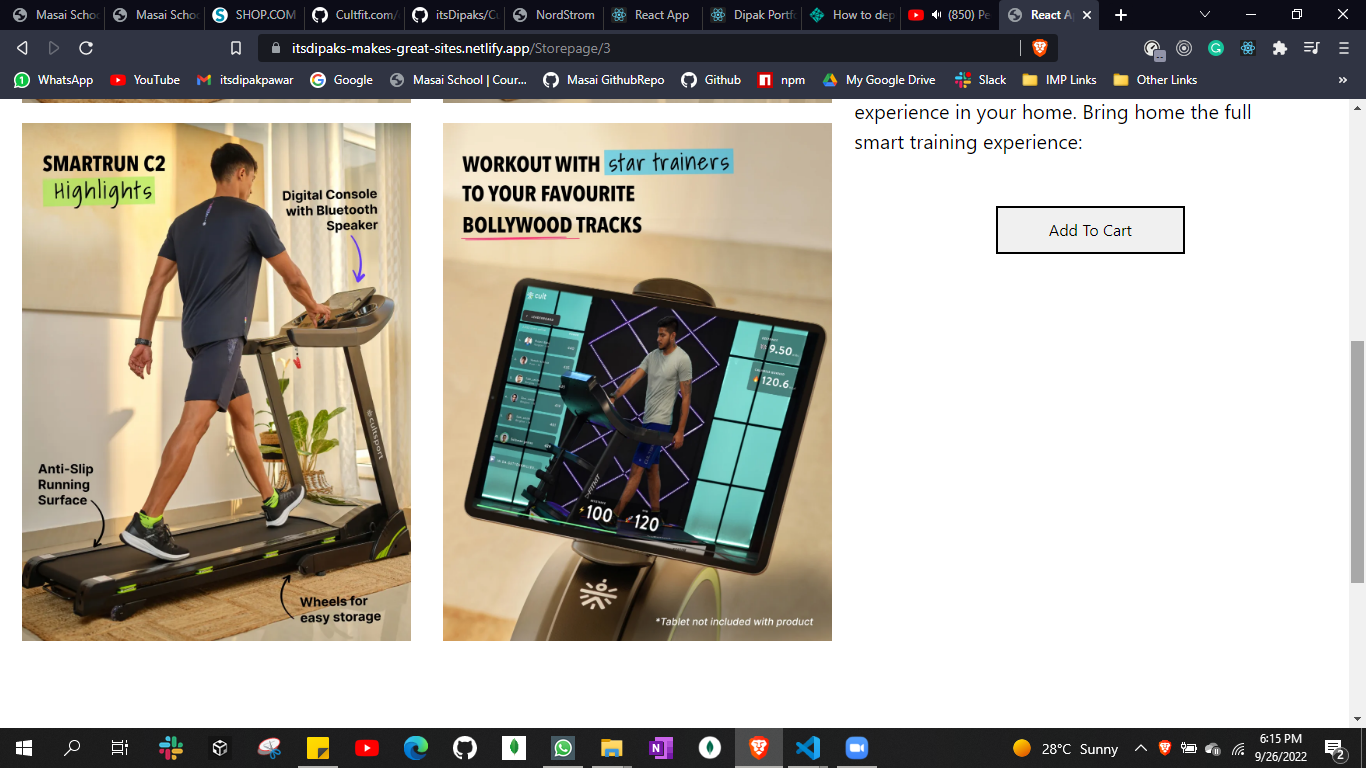 Masai Scho
Masai Scho
SHOP.COM
Cultfit.com/
itsDipaks/Cu
NordStrom
React App
Dipak Portf
How to dep
(850) Pe
React A
itsdipaks-makes-great-sites.netlify.app/Storepage/3
WhatsApp
YouTube
itsdipakpawar
Google
Masai School | Cour...
Masai GithubRepo
Github
npm
My Google Drive
Slack
IMP Links
Other Links
SMARTRUN C2
Highlights
Digital Console
with Bluetooth
Speaker
cultsport
Anti-Slip
Running
Surface
Wheels for
easy storage
WORKOUT WITH star trainers
TO YOUR FAVOURITE
BOLLYWOOD TRACKS
cult
9.50
120.6
100
120
*Tablet not included with product
experience in your home. Bring home the full
smart training experience:
Add To Cart
28°C Sunny
6:15 PM
9/26/2022
2